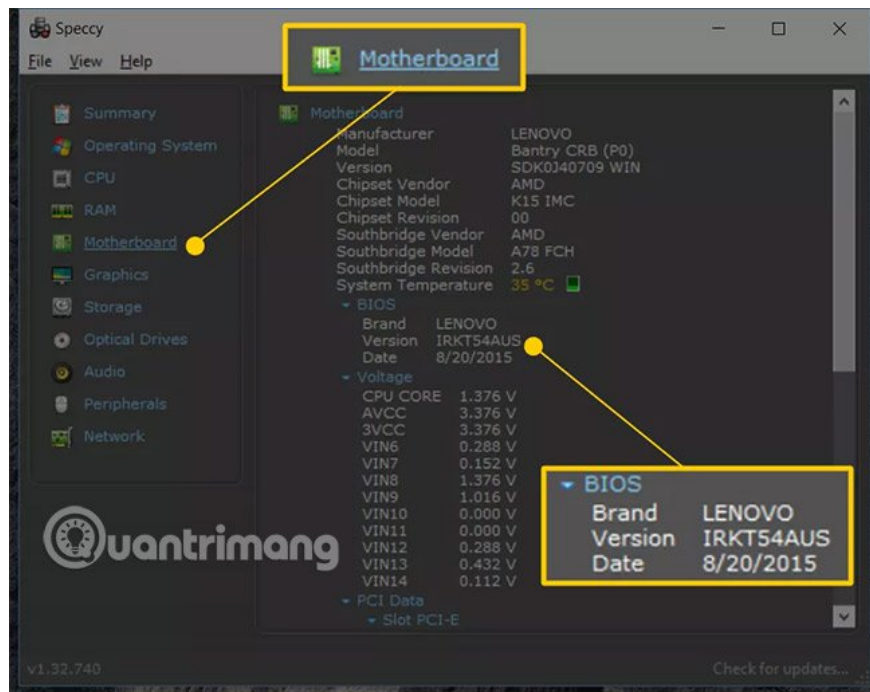 Speccy
File View Help
Motherboard
Summary
Operating System
CPU
RAM
Motherboard
Graphics
Storage
Optical Drives
Audio
Peripherals
Network
Motherboard
Manufacturer LENOVO
Model Bantry CRB (P0)
Version SDK0J40709 WIN
Chipset Vendor AMD
Chipset Model K15 IMC
Chipset Revision 00
Southbridge Vendor AMD
Southbridge Model A78 FCH
Southbridge Revision 2.6
System Temperature 35 °C
BIOS
Brand LENOVO
Version IRKT54AUS
Date 8/20/2015
Voltage
CPU CORE 1.376 V
AVCC 3.376 V
3VCC 3.376 V
VIN6 0.288 V
VIN7 0.152 V
VIN8 1.376 V
VIN9 1.016 V
VIN10 0.000 V
VIN11 0.000 V
VIN12 0.288 V
VIN13 0.432 V
VIN14 0.112 V
PCI Data
Slot PCI-E
BIOS
Brand LENOVO
Version IRKT54AUS
Date 8/20/2015
Quantrimang
v1.32.740
Check for updates...